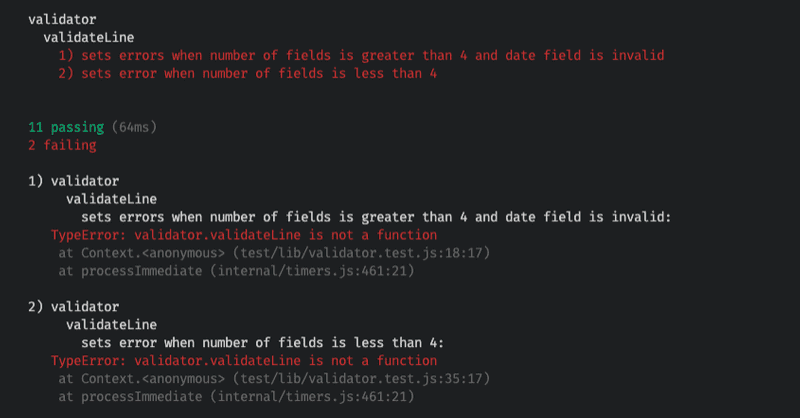 validator
validateLine
1) sets errors when number of fields is greater than 4 and date field is invalid
2) sets error when number of fields is less than 4
11 passing (64ms)
2 failing
1) validator
validateLine
sets errors when number of fields is greater than 4 and date field is invalid:
TypeError: validator.validateLine is not a function
at Context.<anonymous> (test/lib/validator.test.js:18:17)
at processImmediate (internal/timers.js:461:21)
2) validator
validateLine
sets error when number of fields is less than 4:
TypeError: validator.validateLine is not a function
at Context.<anonymous> (test/lib/validator.test.js:35:17)
at processImmediate (internal/timers.js:461:21)